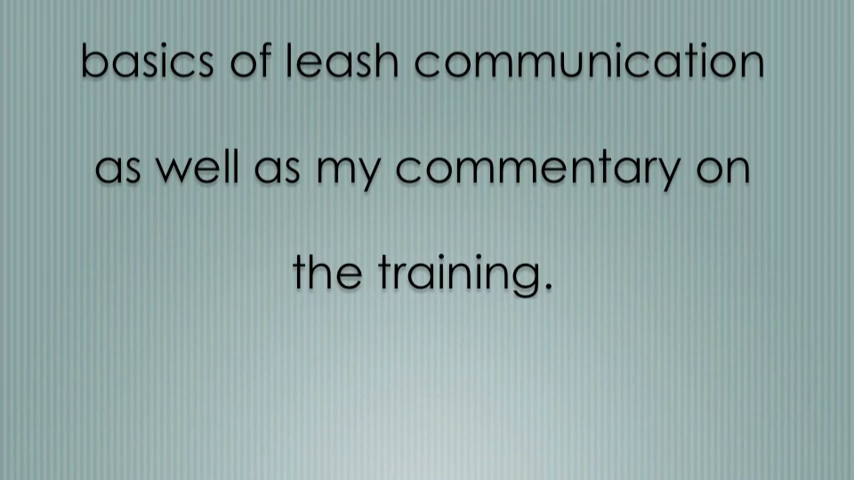 basics of leash communication
as well as my commentary on
the training.